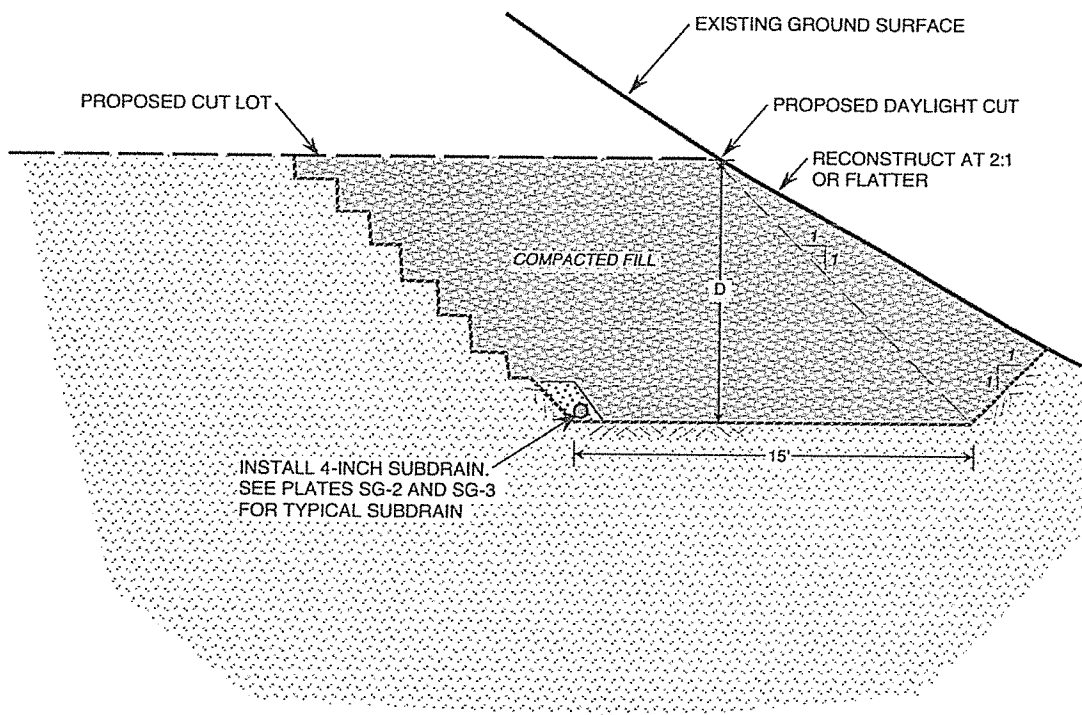 EXISTING GROUND SURFACE
PROPOSED CUT LOT
PROPOSED DAYLIGHT CUT
RECONSTRUCT AT 2:1
OR FLATTER
1
1
COMPACTED FILL
D
1
1
15'
INSTALL 4-INCH SUBDRAIN.
SEE PLATES SG-2 AND SG-3
FOR TYPICAL SUBDRAIN